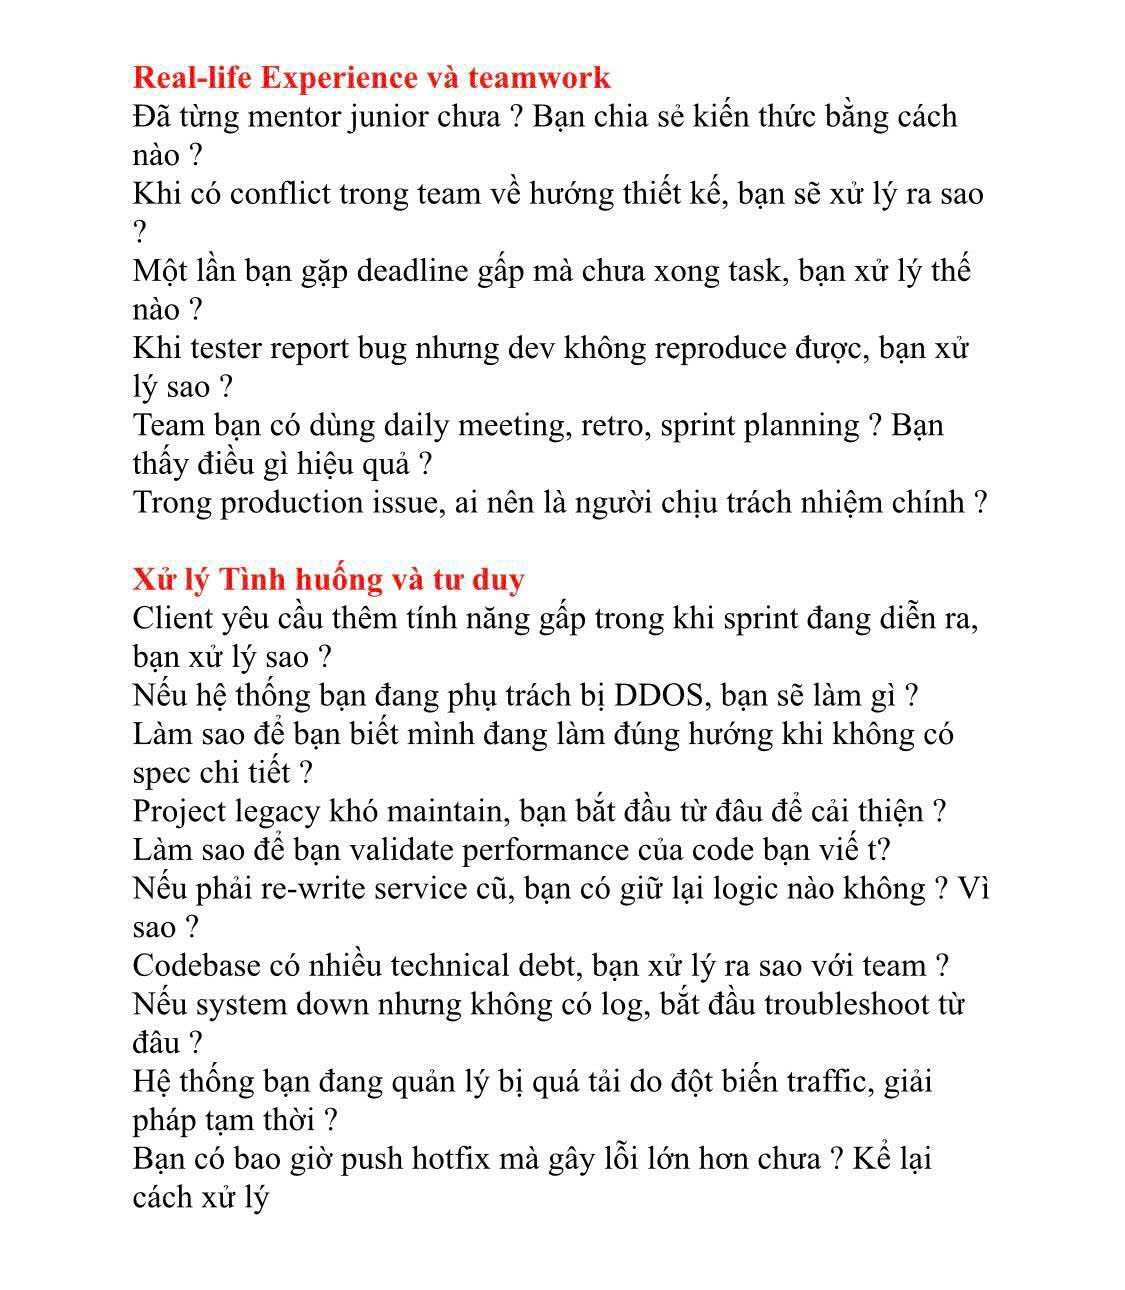 Real-life Experience và teamwork
Đã từng mentor junior chưa ? Bạn chia sẻ kiến thức bằng cách
nào ?
Khi có conflict trong team về hướng thiết kế, bạn sẽ xử lý ra sao
?
Một lần bạn gặp deadline gấp mà chưa xong task, bạn xử lý thế
nào ?
Khi tester report bug nhưng dev không reproduce được, bạn xử
lý sao ?
Team bạn có dùng daily meeting, retro, sprint planning ? Bạn
thấy điều gì hiệu quả ?
Trong production issue, ai nên là người chịu trách nhiệm chính ?
Xử lý Tình huống và tư duy
Client yêu cầu thêm tính năng gấp trong khi sprint đang diễn ra,
bạn xử lý sao ?
Nếu hệ thống bạn đang phụ trách bị DDOS, bạn sẽ làm gì ?
Làm sao để bạn biết mình đang làm đúng hướng khi không có
spec chi tiết ?
Project legacy khó maintain, bạn bắt đầu từ đâu để cải thiện ?
Làm sao để bạn validate performance của code bạn viế t?
Nếu phải re-write service cũ, bạn có giữ lại logic nào không ? Vì
sao ?
Codebase có nhiều technical debt, bạn xử lý ra sao với team ?
Nếu system down nhưng không có log, bắt đầu troubleshoot từ
đâu ?
Hệ thống bạn đang quản lý bị quá tải do đột biến traffic, giải
pháp tạm thời ?
Bạn có bao giờ push hotfix mà gây lỗi lớn hơn chưa ? Kể lại
cách xử lý